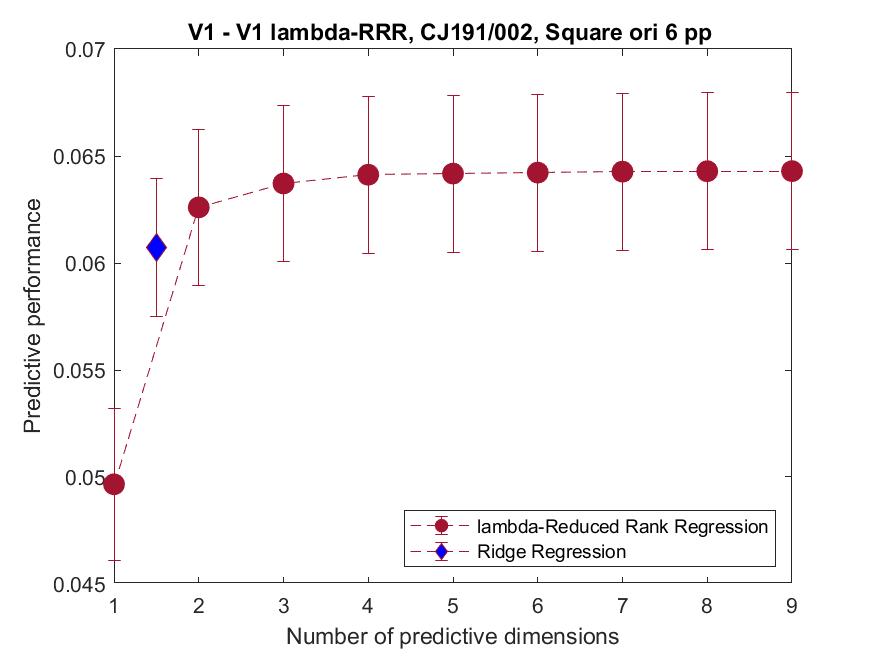 V1 - V1 lambda-RRR, CJ191/002, Square ori 6 pp
0.07
0.065
0.06
0.055
0.05
0.045
Predictive performance
1 2 3 4 5 6 7 8 9
Number of predictive dimensions
lambda-Reduced Rank Regression
Ridge Regression